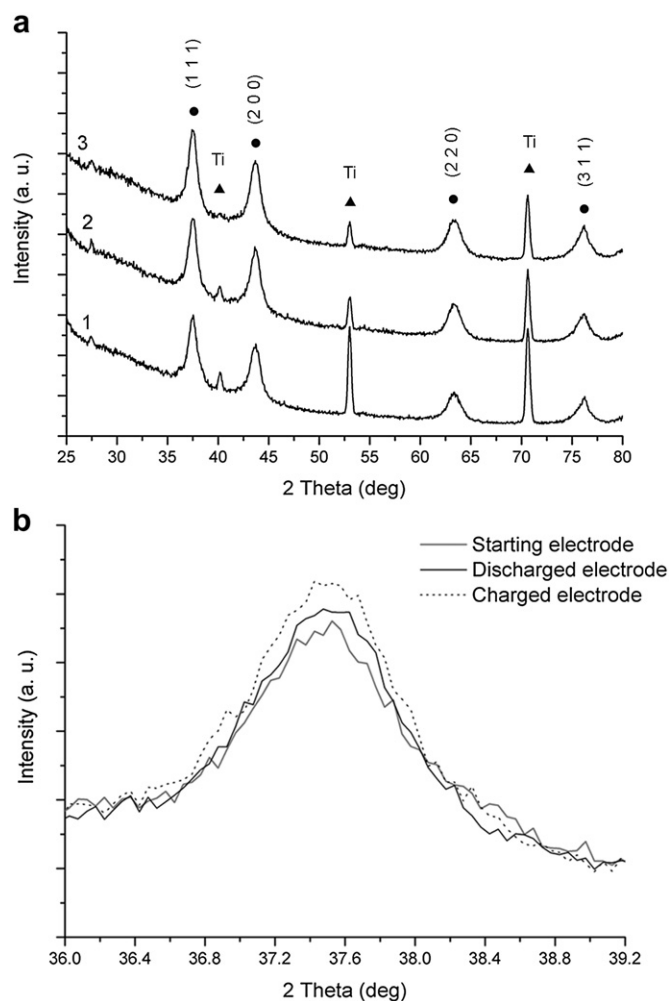 a
(1 1 1)
(2 0 0)
(2 2 0)
(3 1 1)
Ti
Ti
Ti
3
2
1
Intensity (a. u.)
25 30 35 40 45 50 55 60 65 70 75 80
2 Theta (deg)
b
Starting electrode
Discharged electrode
Charged electrode
Intensity (a. u.)
36.0 36.4 36.8 37.2 37.6 38.0 38.4 38.8 39.2
2 Theta (deg)